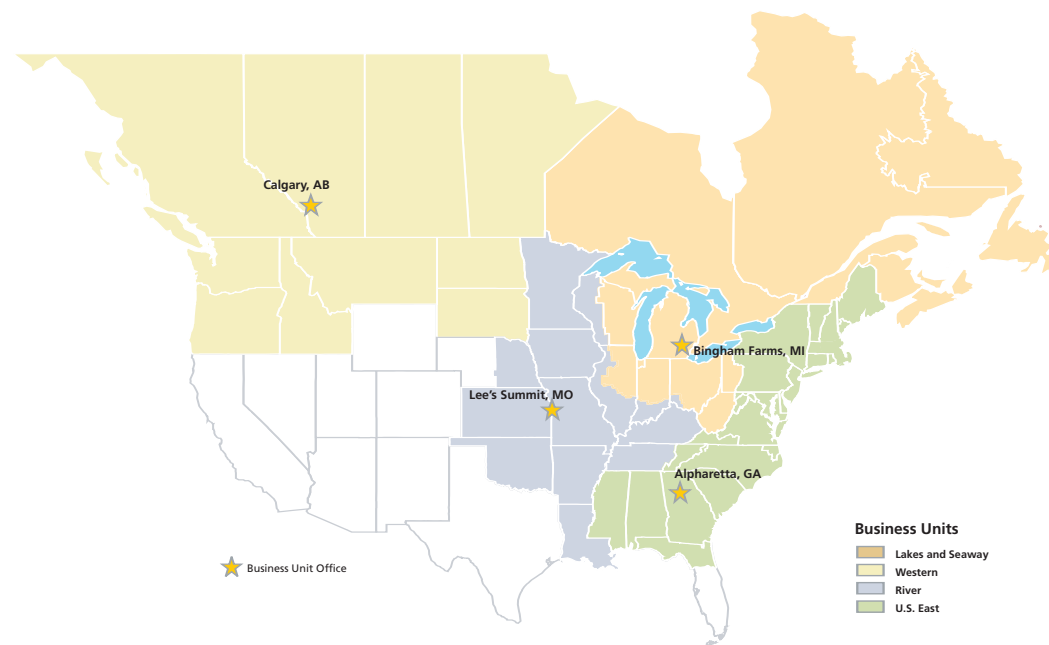 Calgary, AB
Bingham Farms, MI
Lee's Summit, MO
Alpharetta, GA
Business Units
Lakes and Seaway
Western
River
U.S. East
Business Unit Office